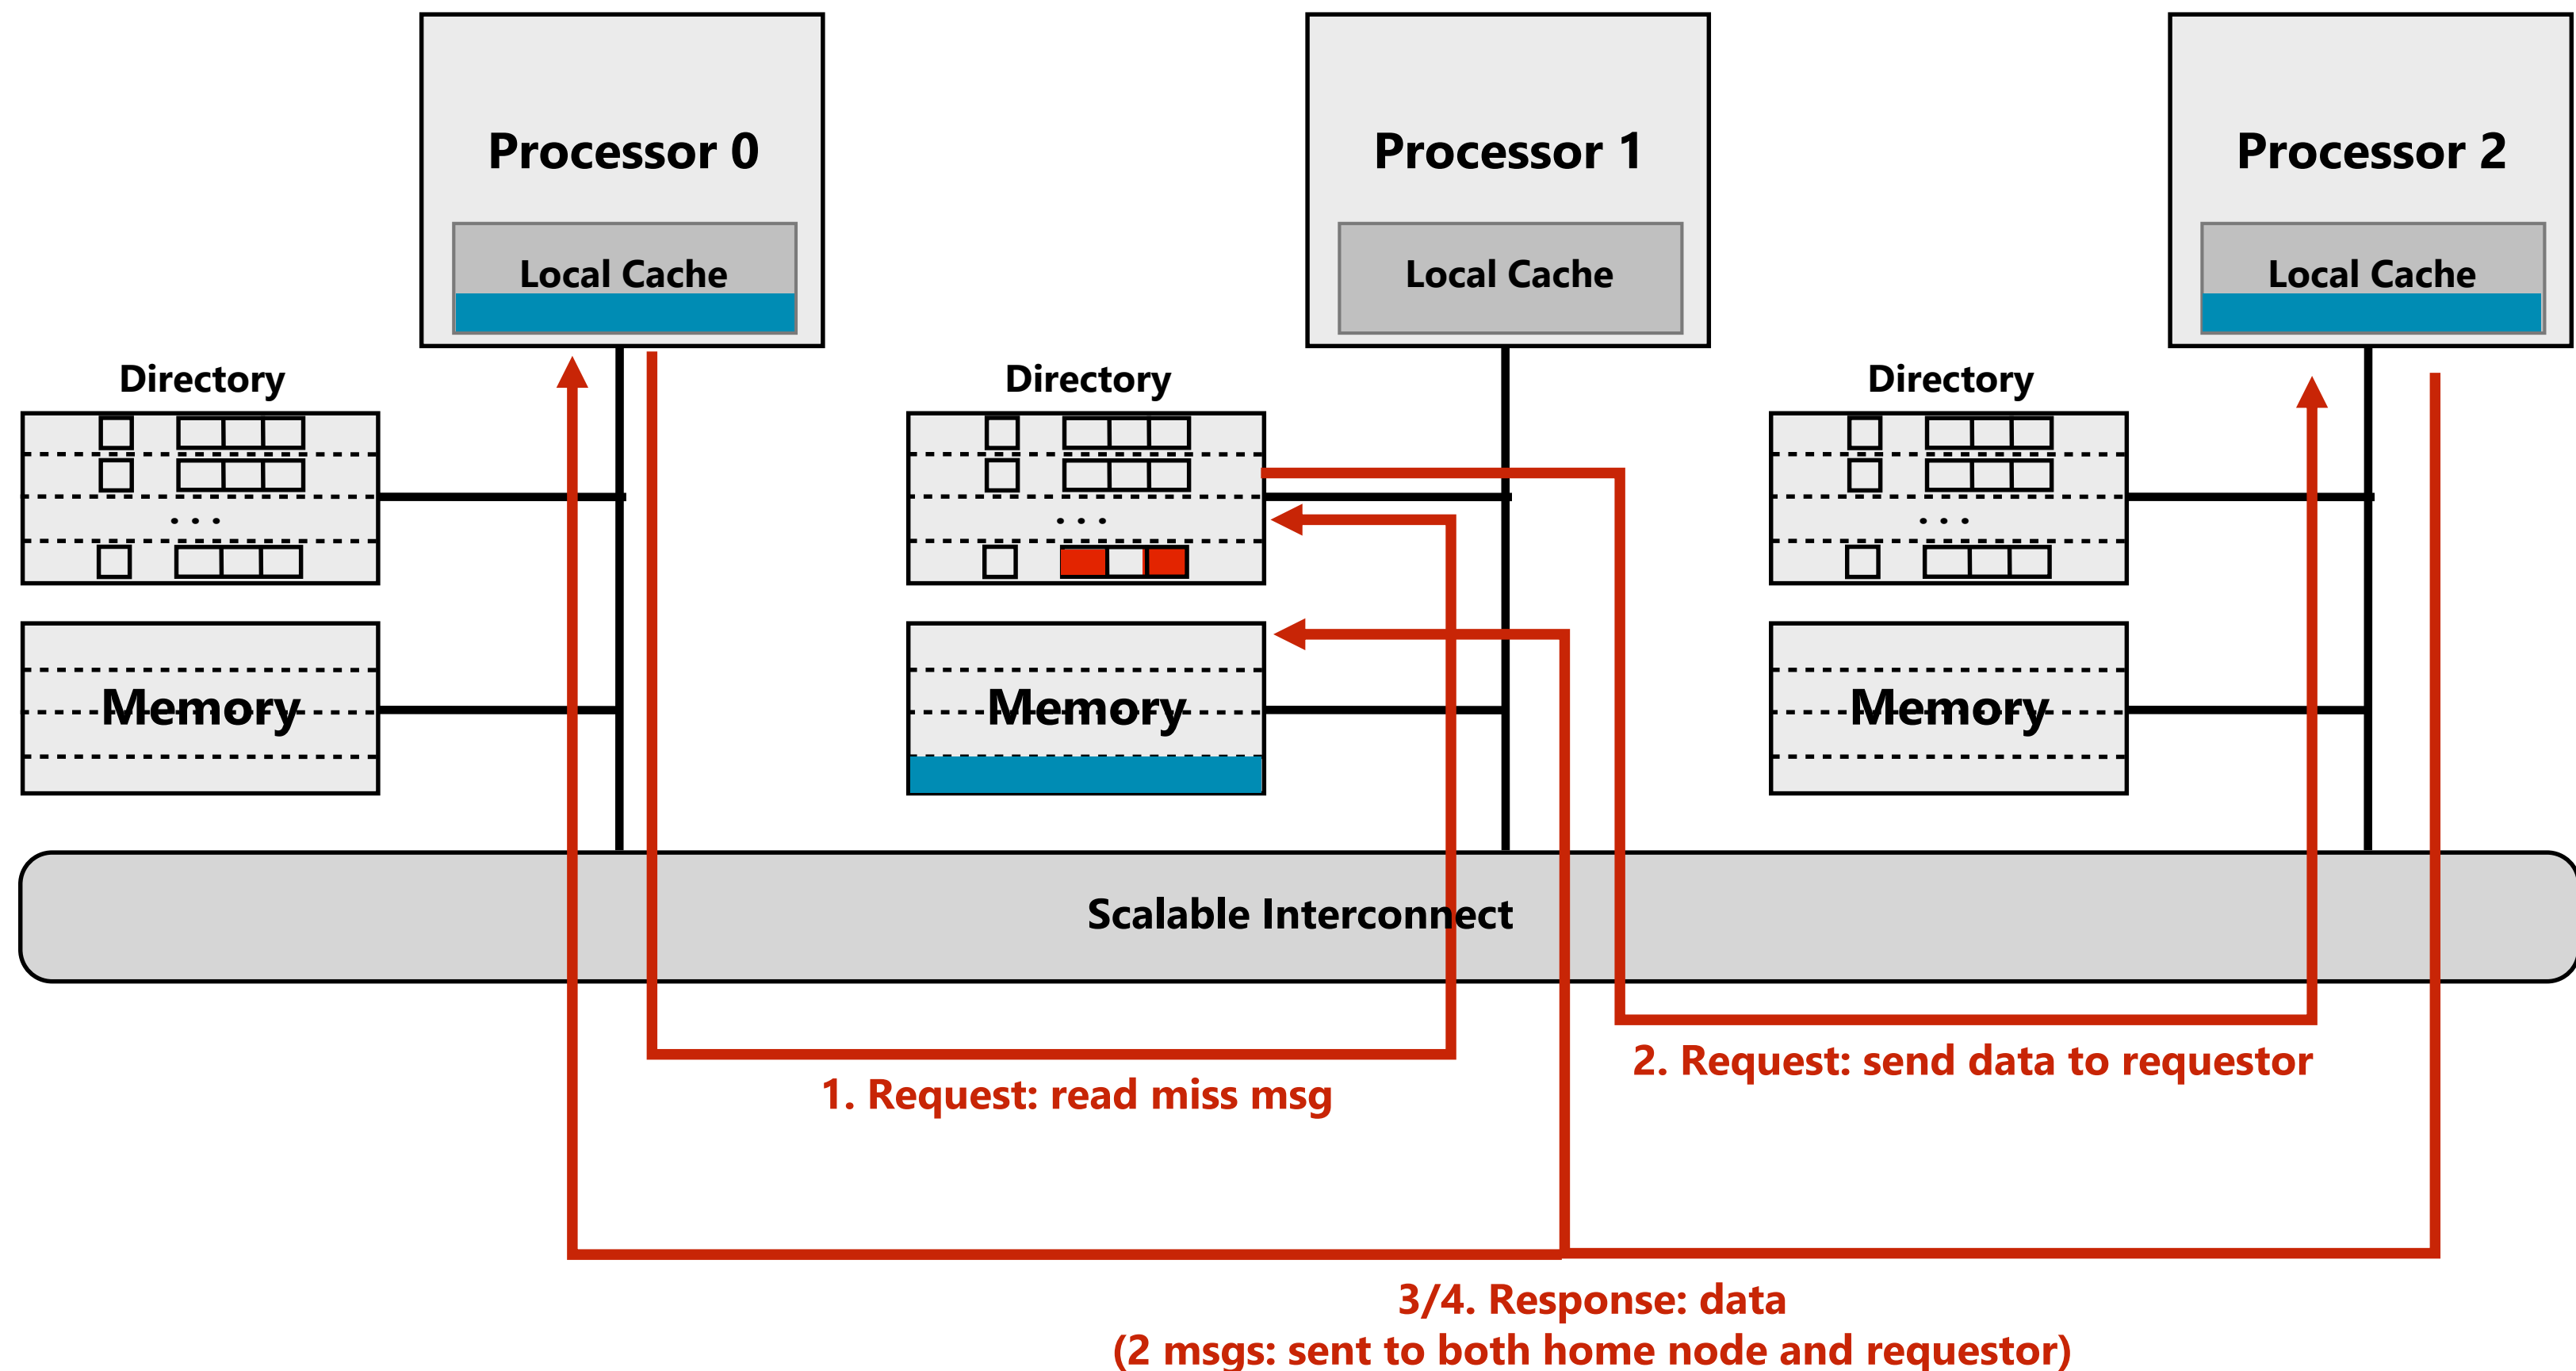 Processor 0
Processor 1
Processor 2
Local Cache
Local Cache
Local Cache
Directory
Directory
Directory
. . .
. . .
. . .
Memory
Memory
Memory
Scalable Interconnect
1. Request: read miss msg
2. Request: send data to requestor
3/4. Response: data
(2 msgs: sent to both home node and requestor)